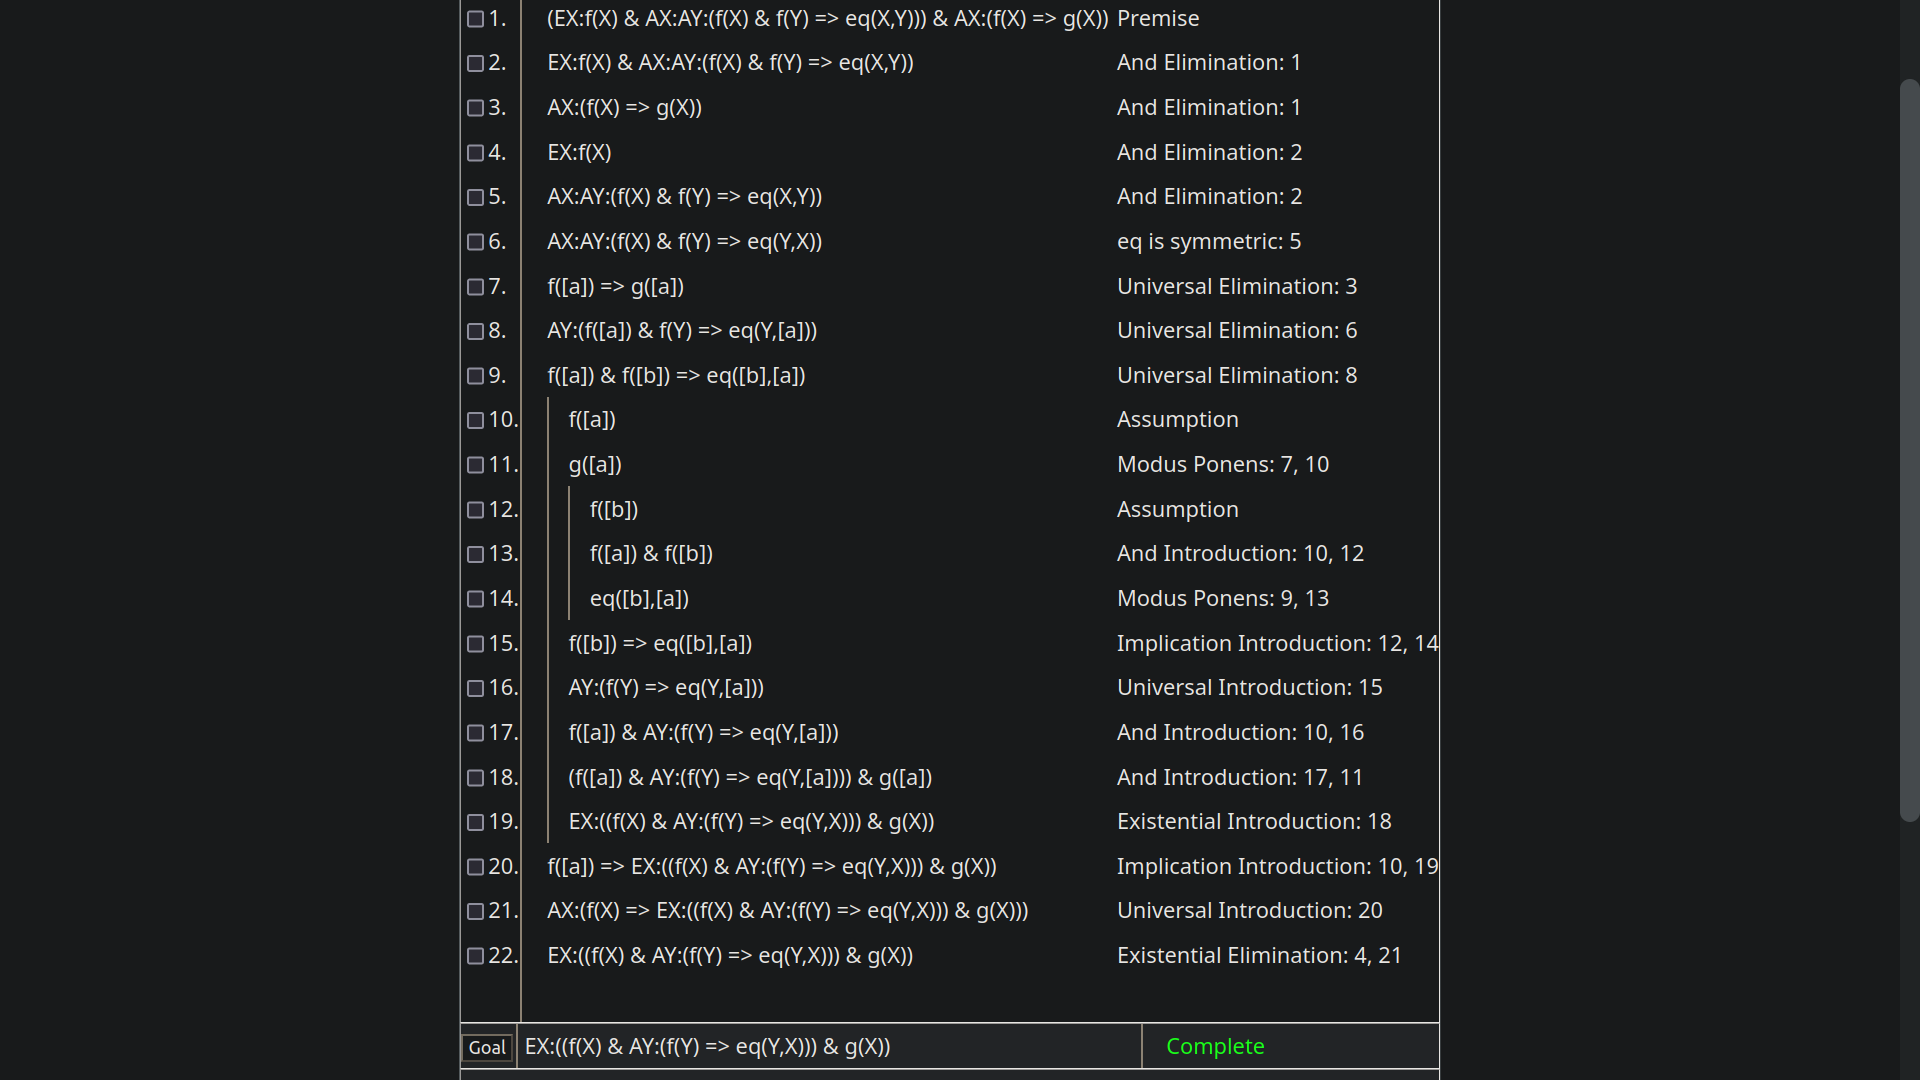 1. (EX:f(X) & AX:AY:(f(X) & f(Y) => eq(X,Y))) & AX:(f(X) => g(X)) Premise
2. EX:f(X) & AX:AY:(f(X) & f(Y) => eq(X,Y)) And Elimination: 1
3. AX:(f(X) => g(X)) And Elimination: 1
4. EX:f(X) And Elimination: 2
5. AX:AY:(f(X) & f(Y) => eq(X,Y)) And Elimination: 2
6. AX:AY:(f(X) & f(Y) => eq(Y,X)) eq is symmetric: 5
7. f([a]) => g([a]) Universal Elimination: 3
8. AY:(f([a]) & f(Y) => eq(Y,[a])) Universal Elimination: 6
9. f([a]) & f([b]) => eq([b],[a]) Universal Elimination: 8
10. f([a]) Assumption
11. g([a]) Modus Ponens: 7, 10
12. f([b]) Assumption
13. f([a]) & f([b]) And Introduction: 10, 12
14. eq([b],[a]) Modus Ponens: 9, 13
15. f([b]) => eq([b],[a]) Implication Introduction: 12, 14
16. AY:(f(Y) => eq(Y,[a])) Universal Introduction: 15
17. f([a]) & AY:(f(Y) => eq(Y,[a])) And Introduction: 10, 16
18. (f([a]) & AY:(f(Y) => eq(Y,[a]))) & g([a]) And Introduction: 17, 11
19. EX:((f(X) & AY:(f(Y) => eq(Y,X))) & g(X)) Existential Introduction: 18
20. f([a]) => EX:((f(X) & AY:(f(Y) => eq(Y,X))) & g(X)) Implication Introduction: 10, 19
21. AX:(f(X) => EX:((f(X) & AY:(f(Y) => eq(Y,X))) & g(X))) Universal Introduction: 20
22. EX:((f(X) & AY:(f(Y) => eq(Y,X))) & g(X)) Existential Elimination: 4, 21
Goal EX:((f(X) & AY:(f(Y) => eq(Y,X))) & g(X)) Complete